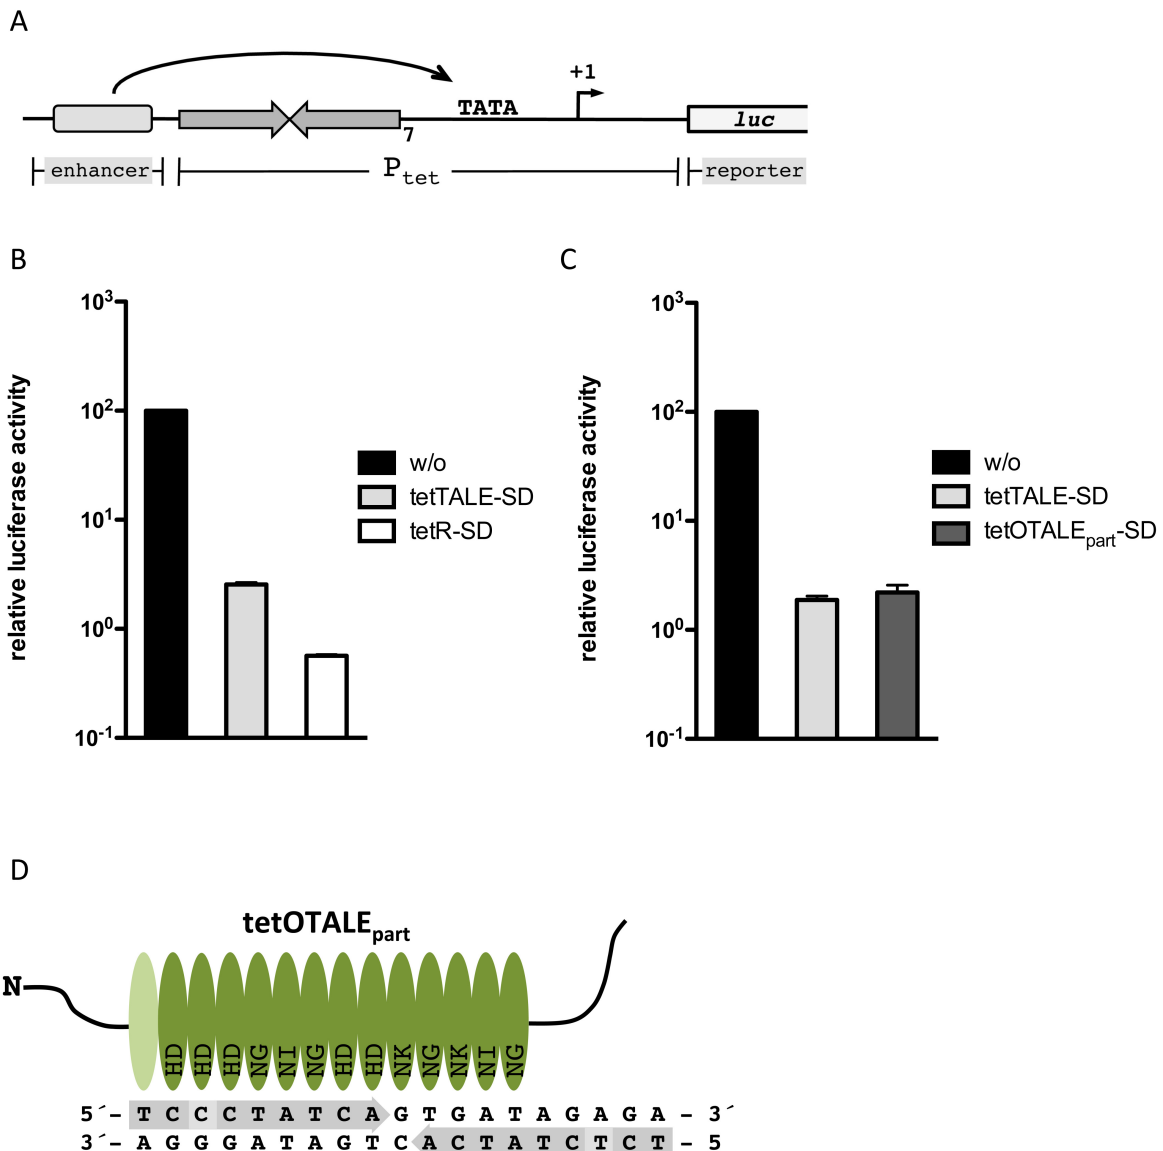 A
+1
TATA
luc
7
enhancer
Ptet
reporter
B
C
10³
10²
10¹
10⁰
10⁻¹
relative luciferase activity
w/o
tetTALE-SD
tetR-SD
10³
10²
10¹
10⁰
10⁻¹
relative luciferase activity
w/o
tetTALE-SD
tetOTALEpart-SD
D
tetOTALEpart
N
HD HD HD NG NI NG HD HD NK NG NK NI NG
5´– T C C C T A T C A G T G A T A G A G A – 3´
3´– A G G G A T A G T C A C T A T C T C T – 5